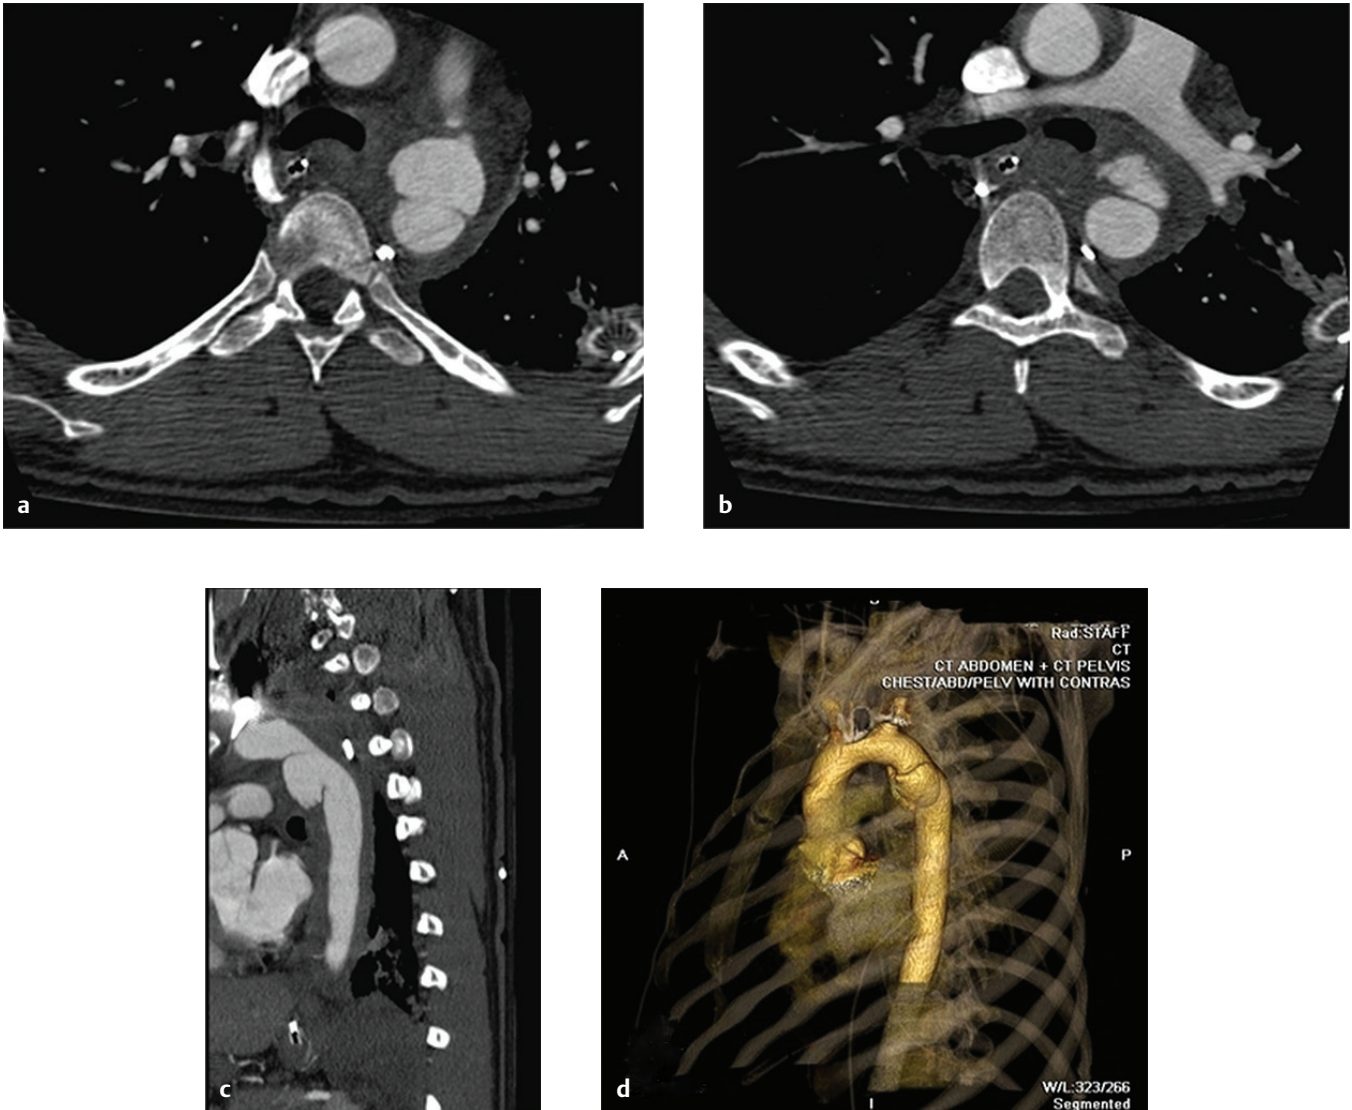 a
b
c
Rad:STAFF
CT
CT ABDOMEN + CT PELVIS
CHEST/ABD/PELV WITH CONTRAS
A
P
W/L:323/266
Segmented
I
d